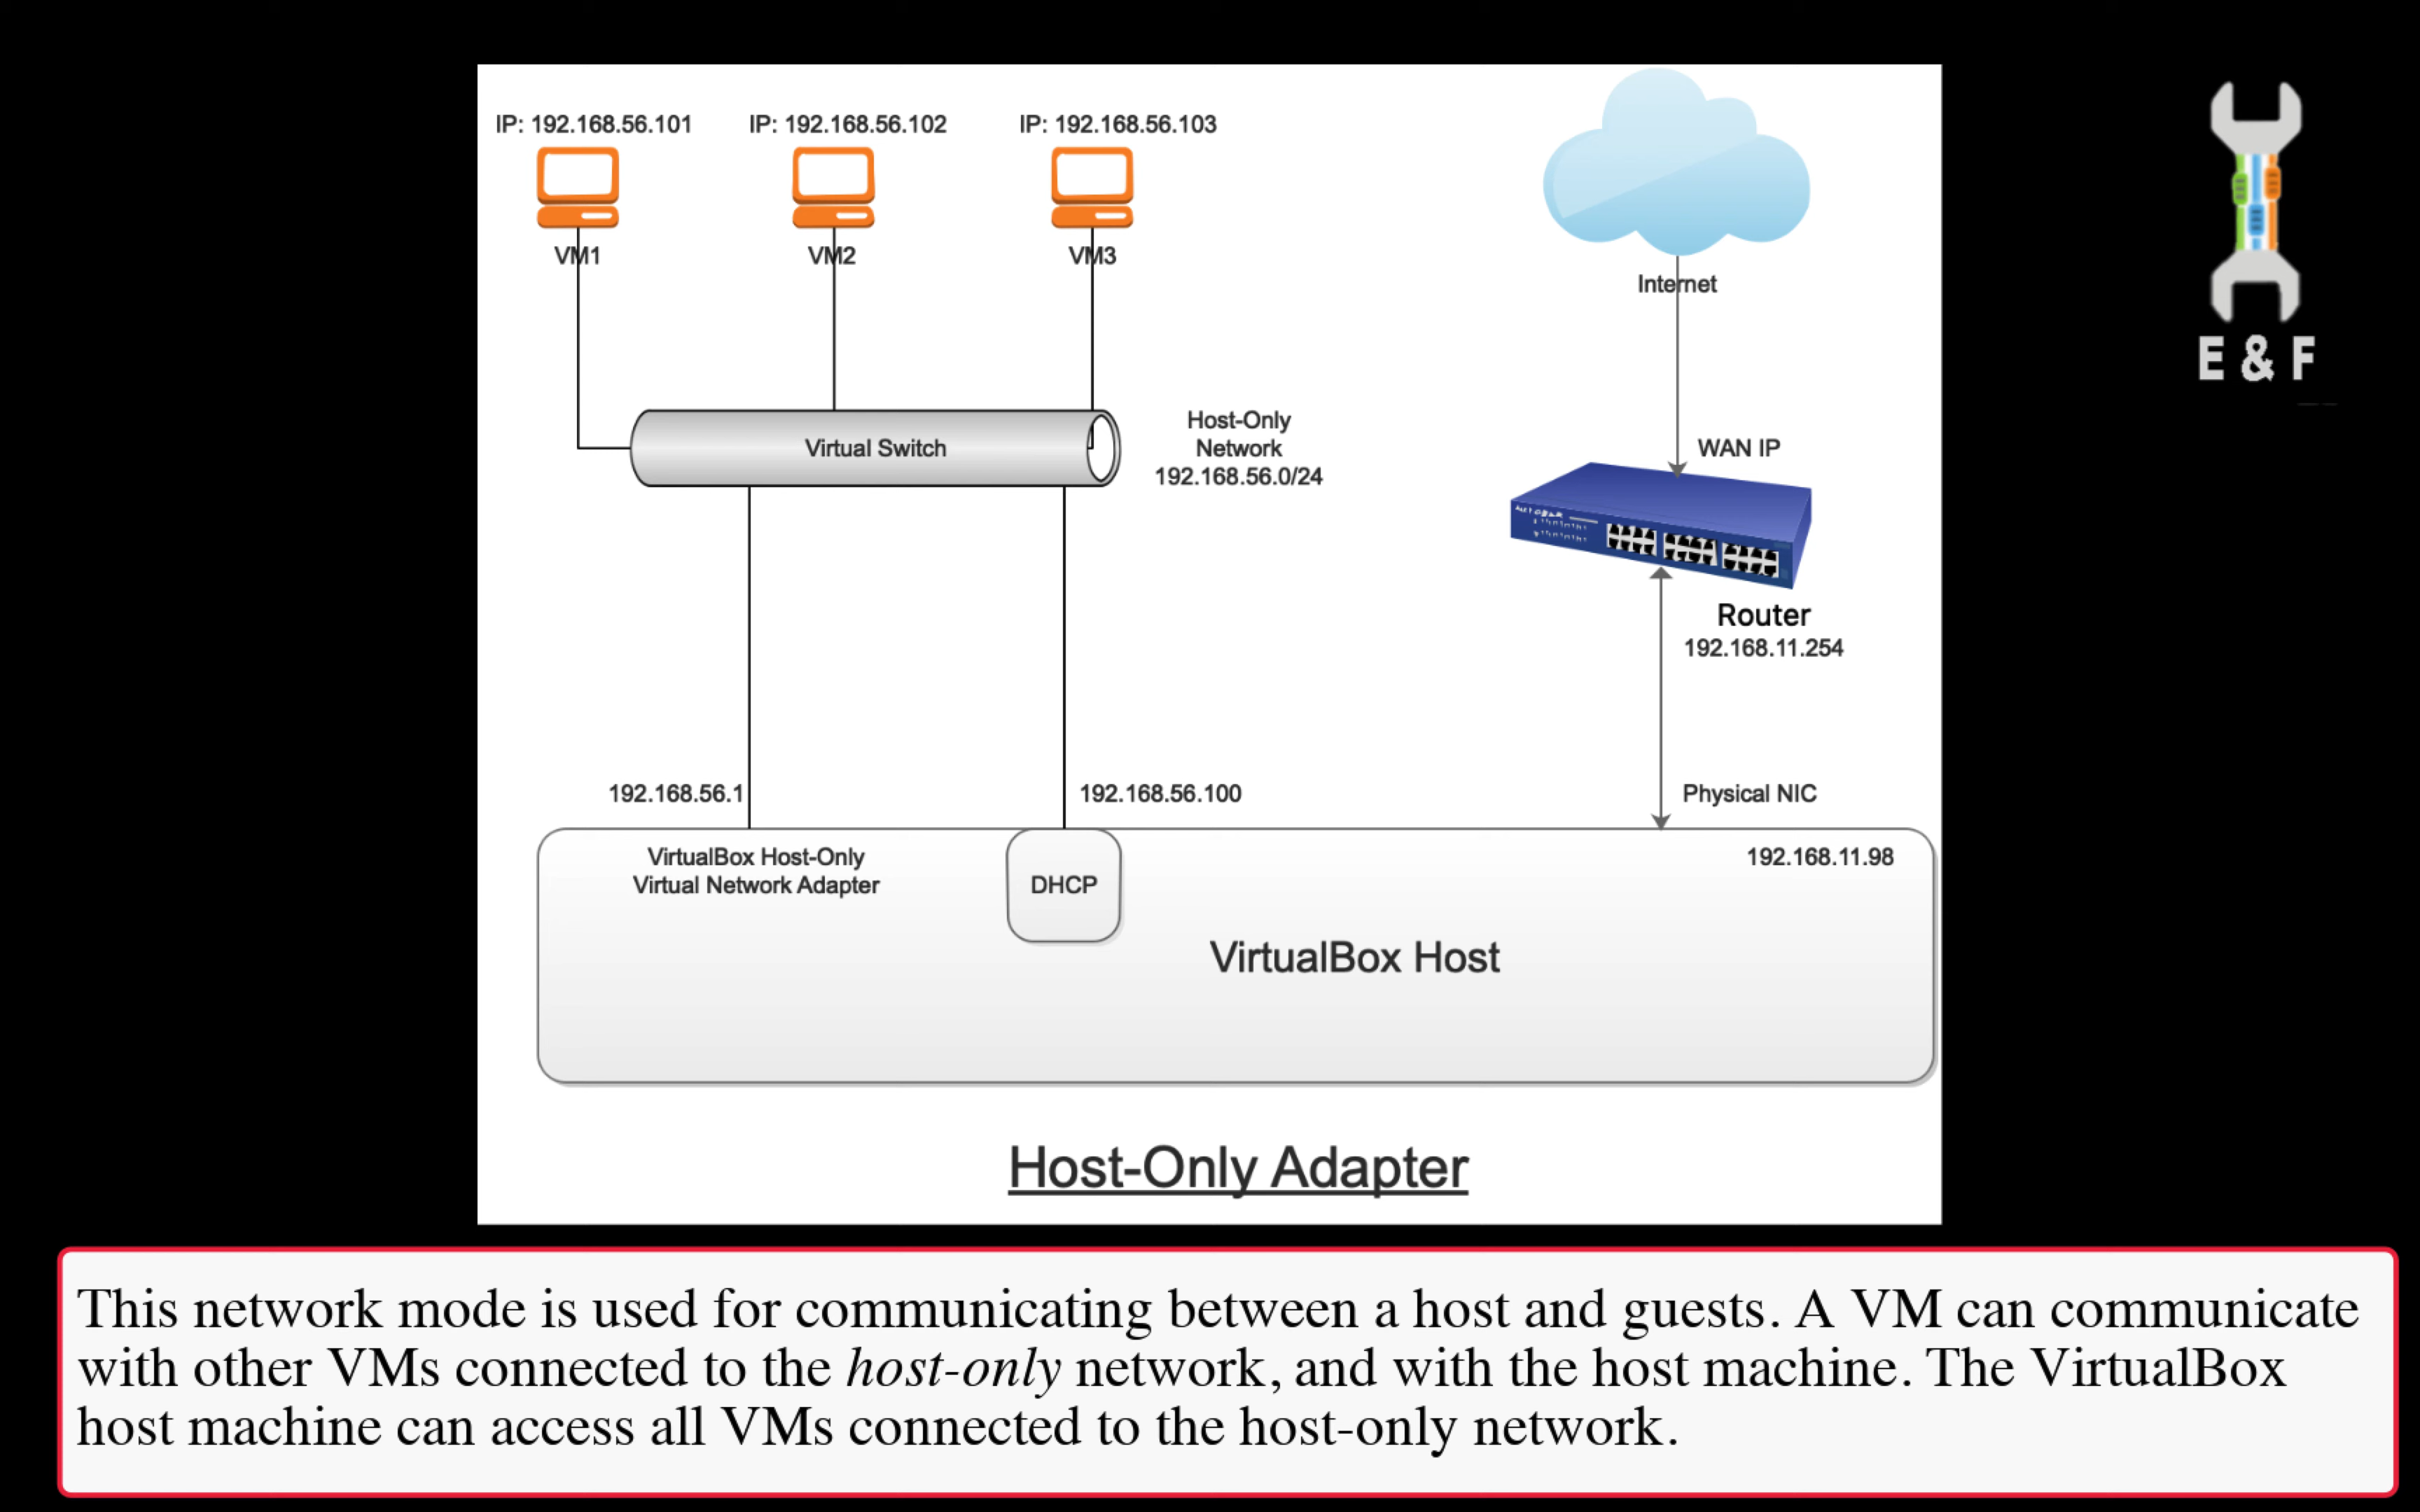 IP: 192.168.56.101
IP: 192.168.56.102
IP: 192.168.56.103
VM1
VM2
VM3
Internet
E & F
Virtual Switch
Host-Only
Network
192.168.56.0/24
WAN IP
Router
192.168.11.254
192.168.56.1
192.168.56.100
Physical NIC
VirtualBox Host-Only
Virtual Network Adapter
DHCP
192.168.11.98
VirtualBox Host
Host-Only Adapter
This network mode is used for communicating between a host and guests. A VM can communicate
with other VMs connected to the host-only network, and with the host machine. The VirtualBox
host machine can access all VMs connected to the host-only network.